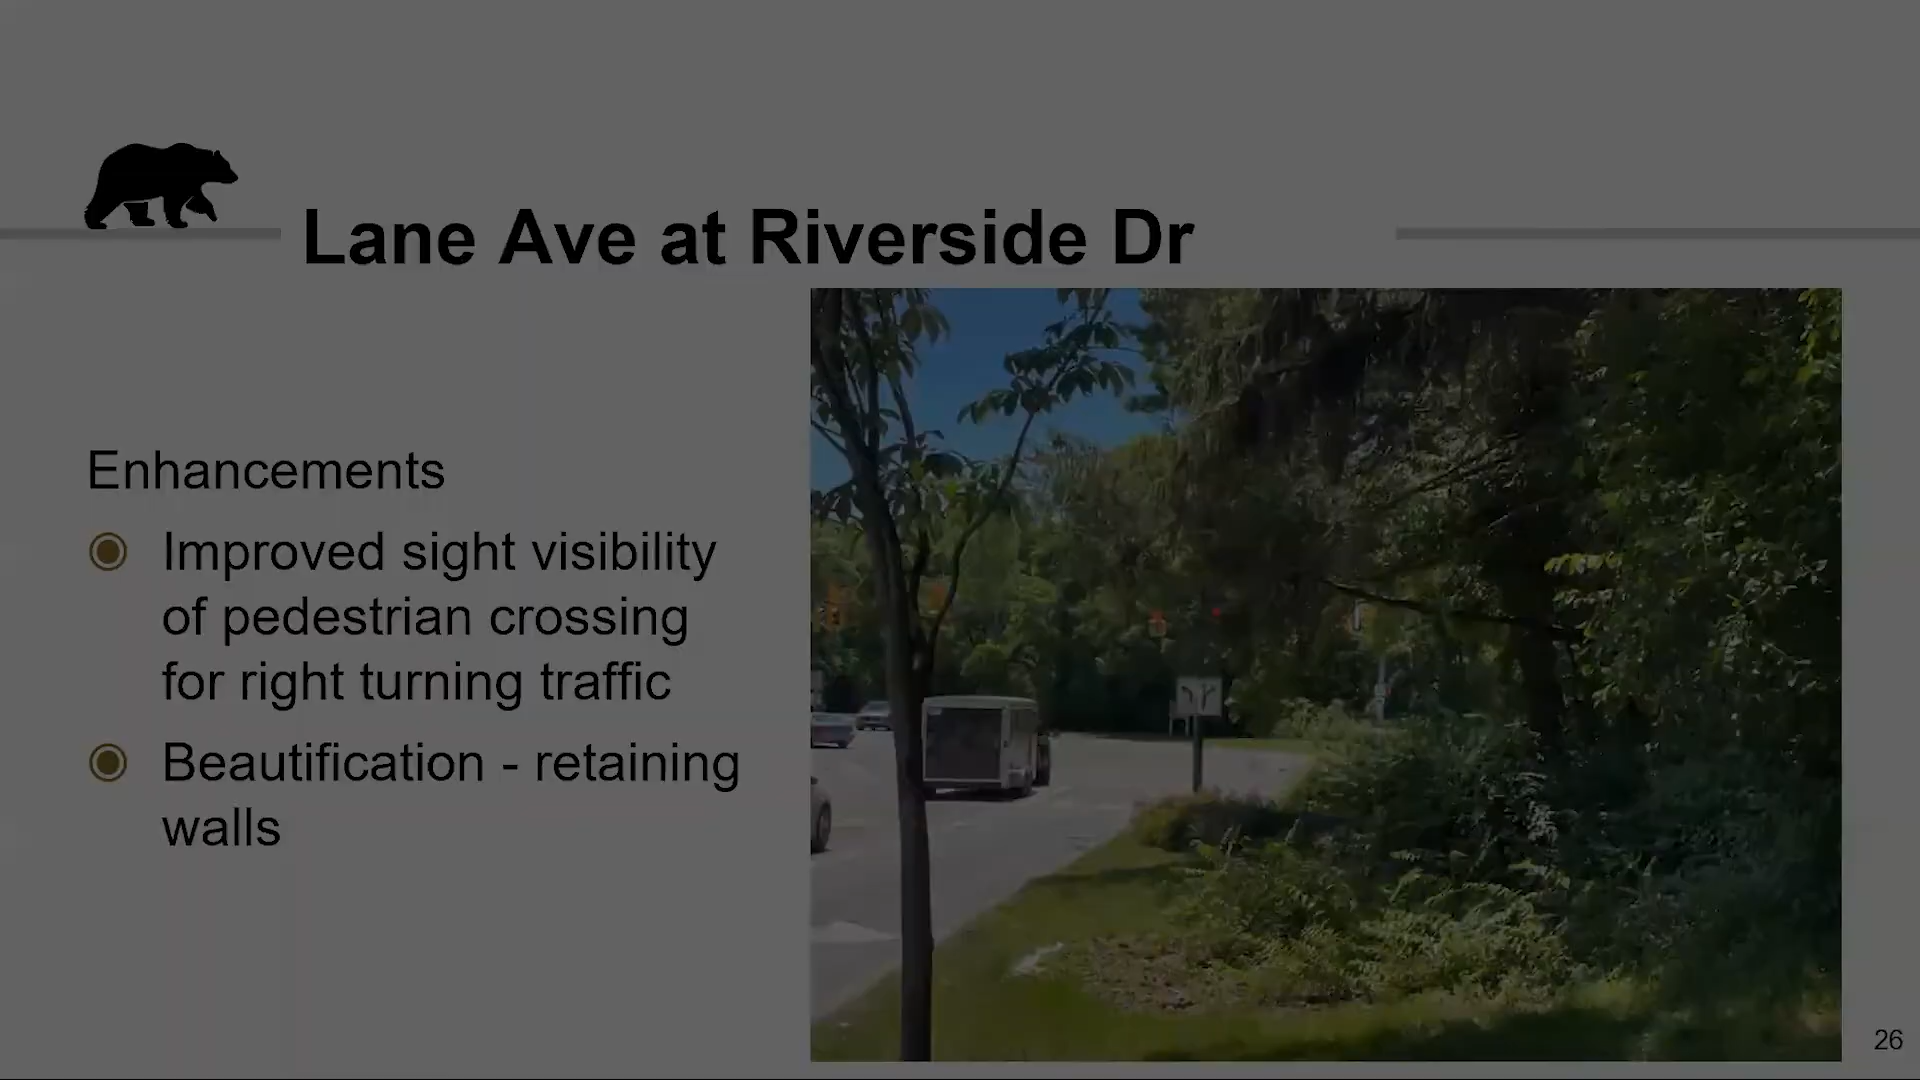 Lane Ave at Riverside Dr
Enhancements
Improved sight visibility
of pedestrian crossing
for right turning traffic
Beautification - retaining
walls
26